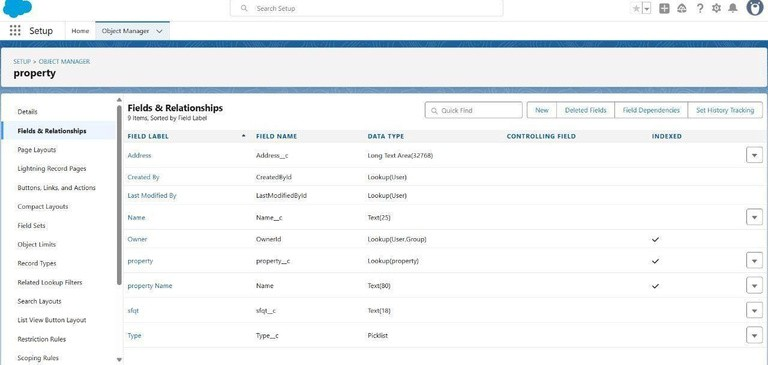 Search Setup
Setup
Home
Object Manager
SETUP > OBJECT MANAGER
property
Details
Fields & Relationships
Page Layouts
Lightning Record Pages
Buttons, Links, and Actions
Compact Layouts
Field Sets
Object Limits
Record Types
Related Lookup Filters
Search Layouts
List View Button Layout
Restriction Rules
Scoping Rules
Fields & Relationships
9 Items, Sorted by Field Label
Quick Find
New
Deleted Fields
Field Dependencies
Set History Tracking
FIELD LABEL FIELD NAME DATA TYPE CONTROLLING FIELD INDEXED
Address Address__c Long Text Area(32768)
Created By CreatedById Lookup(User)
Last Modified By LastModifiedById Lookup(User)
Name Name__c Text(25)
Owner OwnerId Lookup(User,Group)
property property__c Lookup(property)
property Name Name Text(80)
sfqt sfqt__c Text(18)
Type Type__c Picklist